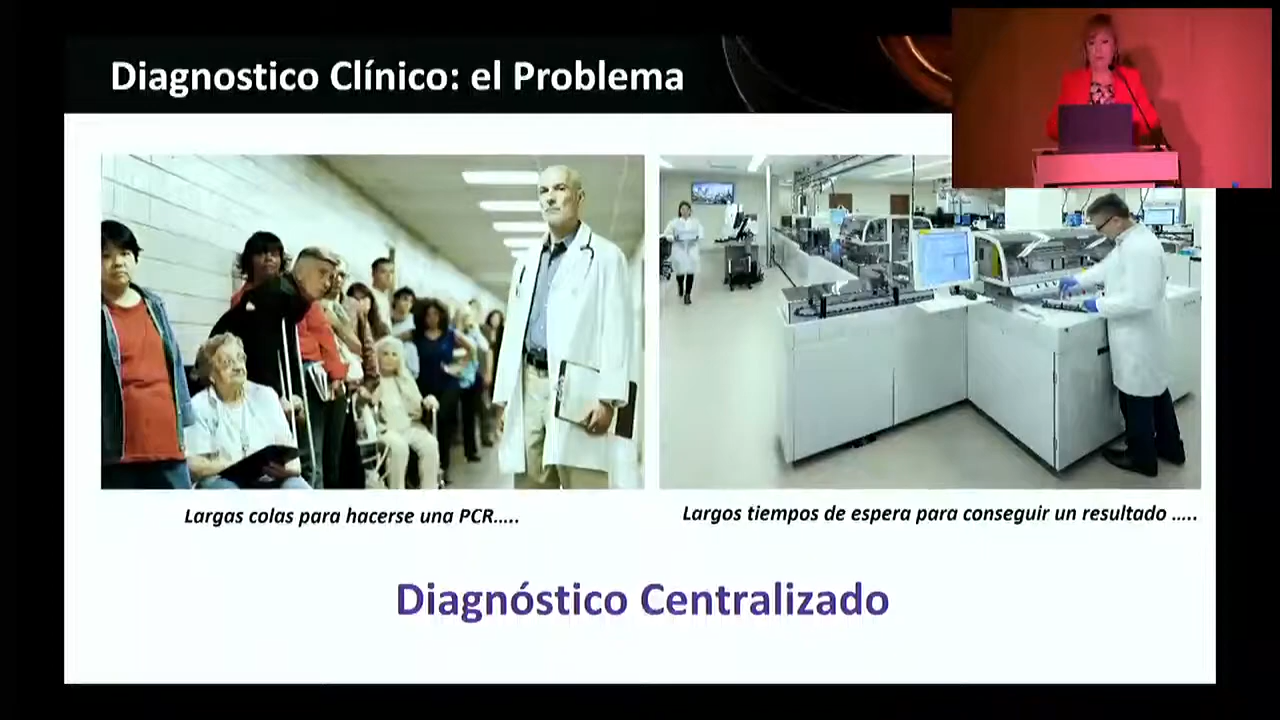 Diagnostico Clínico: el Problema
Largas colas para hacerse una PCR.....
Largos tiempos de espera para conseguir un resultado .....
Diagnóstico Centralizado